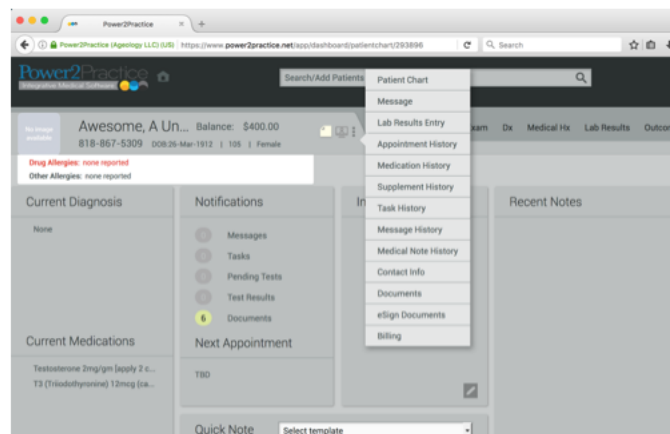 Power2Practice
Power2Practice (Ageology LLC) (US)
https://www.power2practice.net/app/dashboard/patientchart/293896
Search
Power2Practice
Integrative Medical Software
Search/Add Patients
No image available
Awesome, A Un... Balance: $400.00
818-867-5309 DOB:26-Mar-1912 | 105 | Female
Drug Allergies: none reported
Other Allergies: none reported
Patient Chart
Message
Lab Results Entry
Appointment History
Medication History
Supplement History
Task History
Message History
Medical Note History
Contact Info
Documents
eSign Documents
Billing
xam Dx Medical Hx Lab Results Outcom
Current Diagnosis
None
Current Medications
Testosterone 2mg/gm [apply 2 c...
T3 (Triiodothyronine) 12mcg (ca...
Notifications
Messages
Tasks
Pending Tests
Test Results
6 Documents
Next Appointment
TBD
In
Recent Notes
Quick Note
Select template